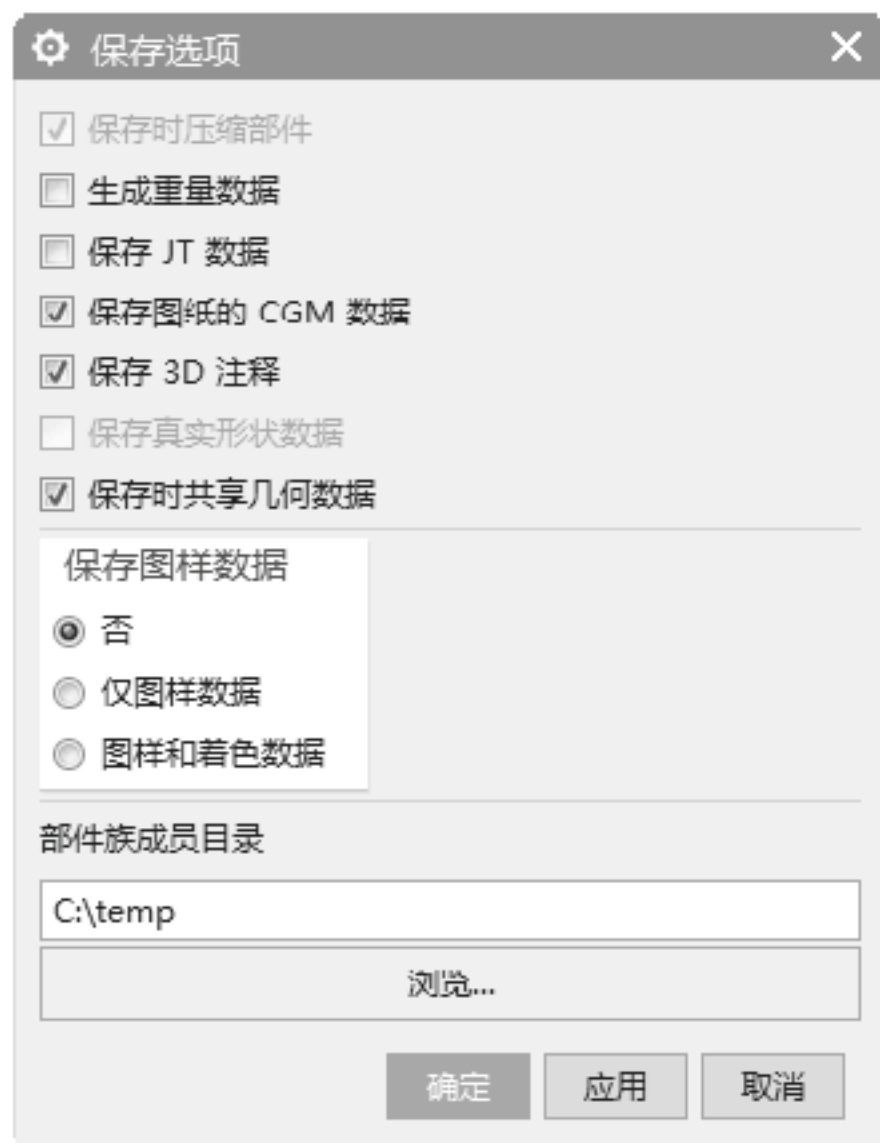 保存选项
保存时压缩部件
生成重量数据
保存 JT 数据
保存图纸的 CGM 数据
保存 3D 注释
保存真实形状数据
保存时共享几何数据
保存图样数据
否
仅图样数据
图样和着色数据
部件族成员目录
C:\temp
浏览...
确定 应用 取消